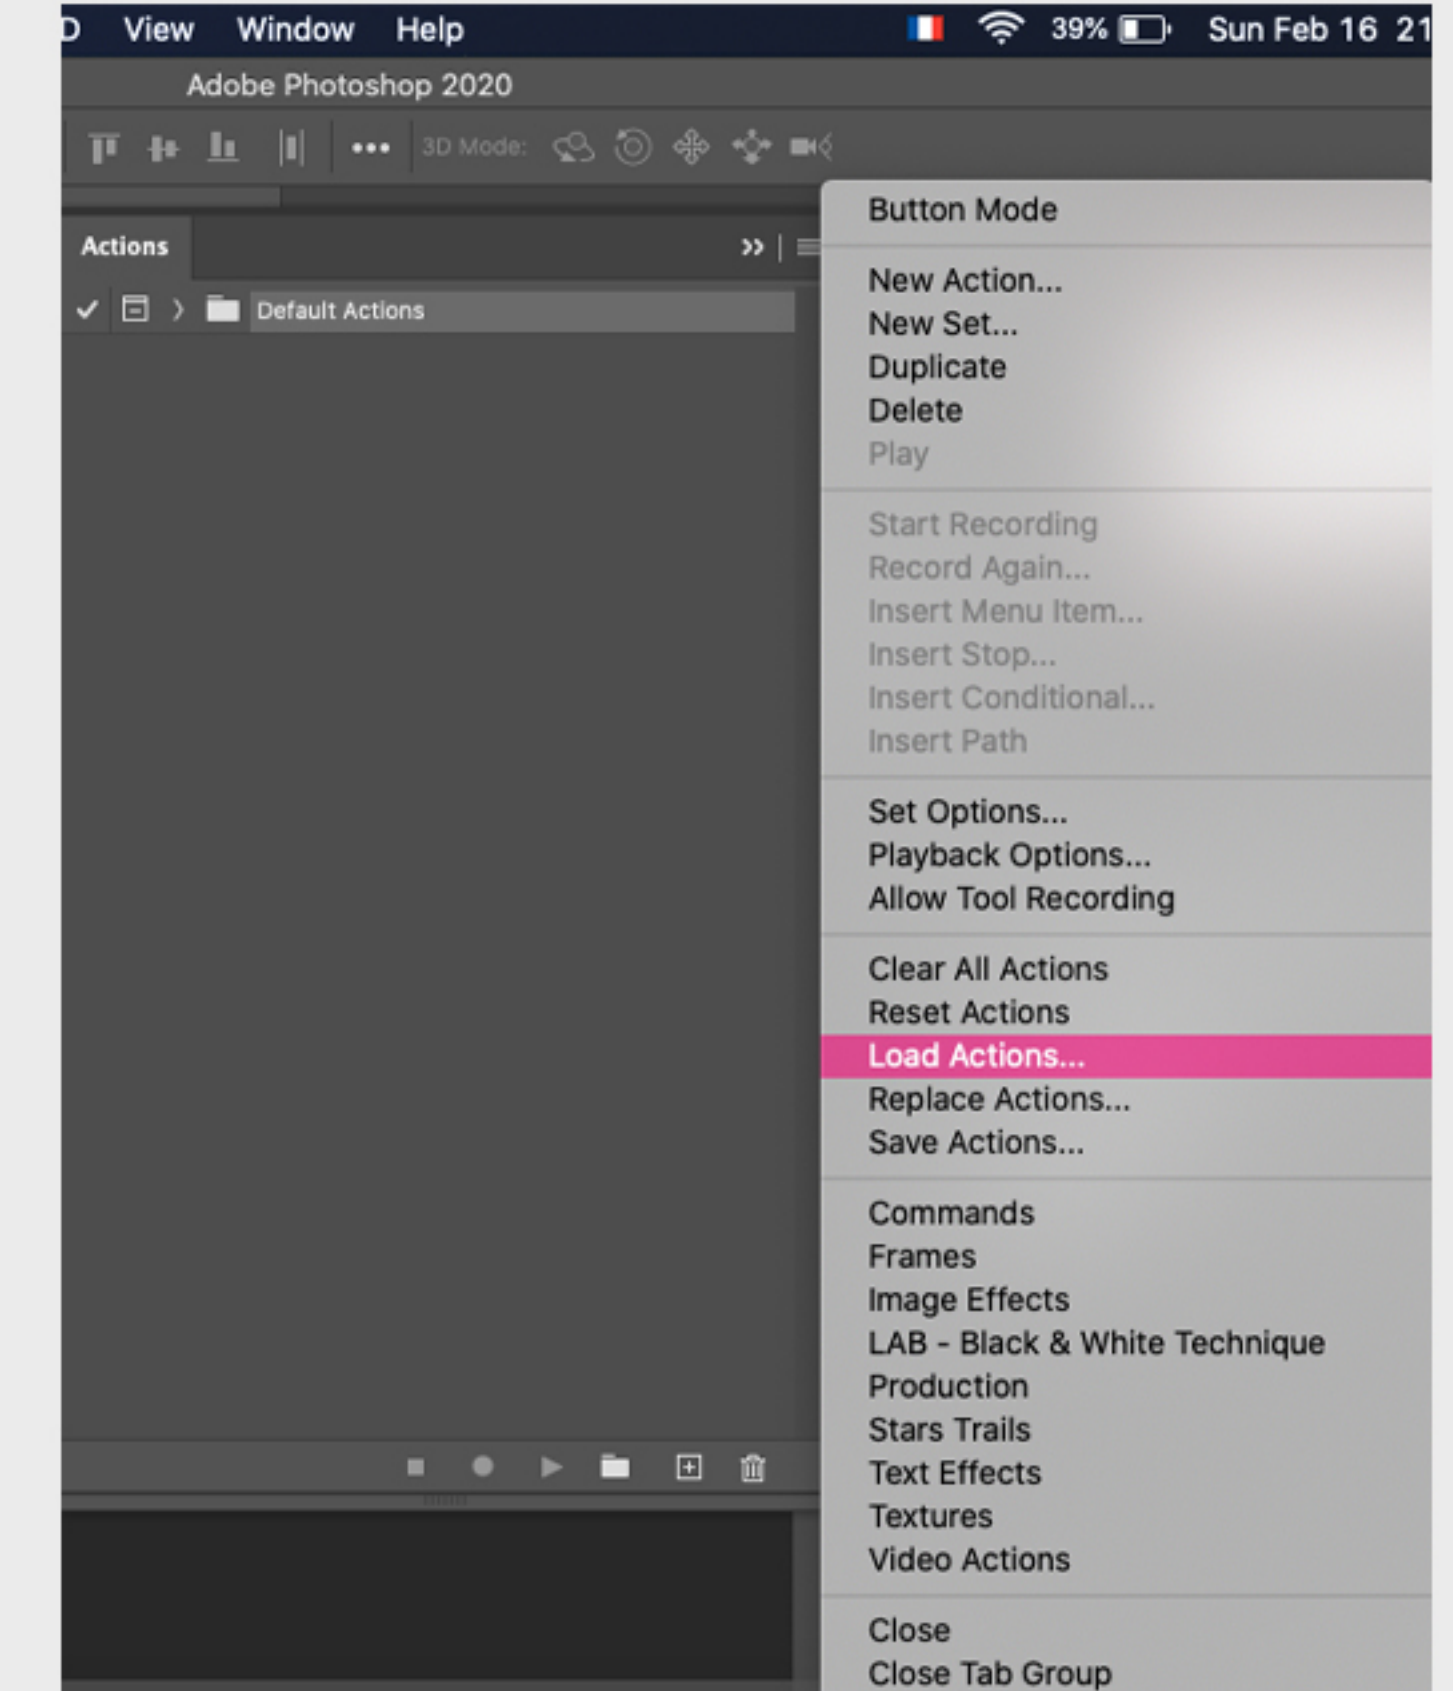 D View Window Help 39% Sun Feb 16 21
Adobe Photoshop 2020
3D Mode:
Actions
Default Actions
Button Mode
New Action...
New Set...
Duplicate
Delete
Play
Start Recording
Record Again...
Insert Menu Item...
Insert Stop...
Insert Conditional...
Insert Path
Set Options...
Playback Options...
Allow Tool Recording
Clear All Actions
Reset Actions
Load Actions...
Replace Actions...
Save Actions...
Commands
Frames
Image Effects
LAB - Black & White Technique
Production
Stars Trails
Text Effects
Textures
Video Actions
Close
Close Tab Group